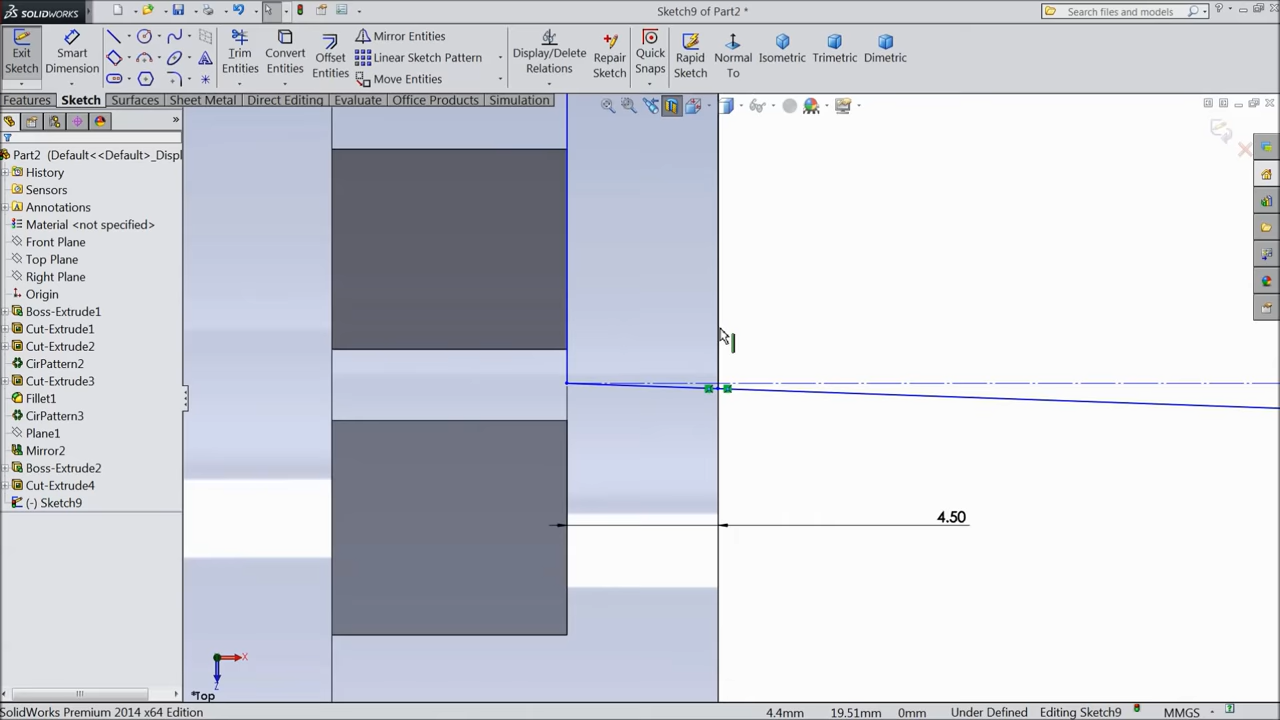 SOLIDWORKS
Sketch9 of Part2 *
Search files and models
Exit Sketch
Smart Dimension
Trim Entities
Convert Entities
Offset Entities
Mirror Entities
Linear Sketch Pattern
Move Entities
Display/Delete Relations
Repair Sketch
Quick Snaps
Rapid Sketch
Normal To
Isometric
Trimetric
Dimetric
Features Sketch Surfaces Sheet Metal Direct Editing Evaluate Office Products Simulation
Part2 (Default<<Default>_Displ
History
Sensors
Annotations
Material <not specified>
Front Plane
Top Plane
Right Plane
Origin
Boss-Extrude1
Cut-Extrude1
Cut-Extrude2
CirPattern2
Cut-Extrude3
Fillet1
CirPattern3
Plane1
Mirror2
Boss-Extrude2
Cut-Extrude4
(-) Sketch9
4.50
X
Z
*Top
SolidWorks Premium 2014 x64 Edition 4.4mm 19.51mm 0mm Under Defined Editing Sketch9 MMGS